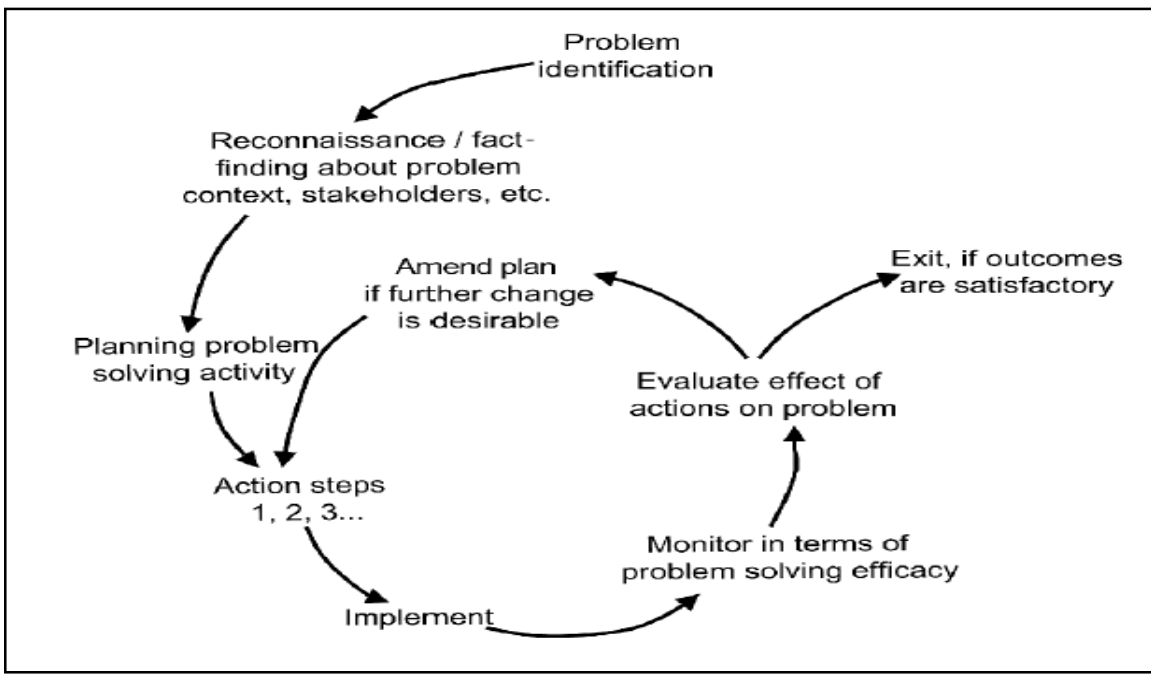 Problem
identification
Reconnaissance / fact-
finding about problem
context, stakeholders, etc.
Planning problem
solving activity
Amend plan
if further change
is desirable
Action steps
1, 2, 3...
Implement
Monitor in terms of
problem solving efficacy
Evaluate effect of
actions on problem
Exit, if outcomes
are satisfactory